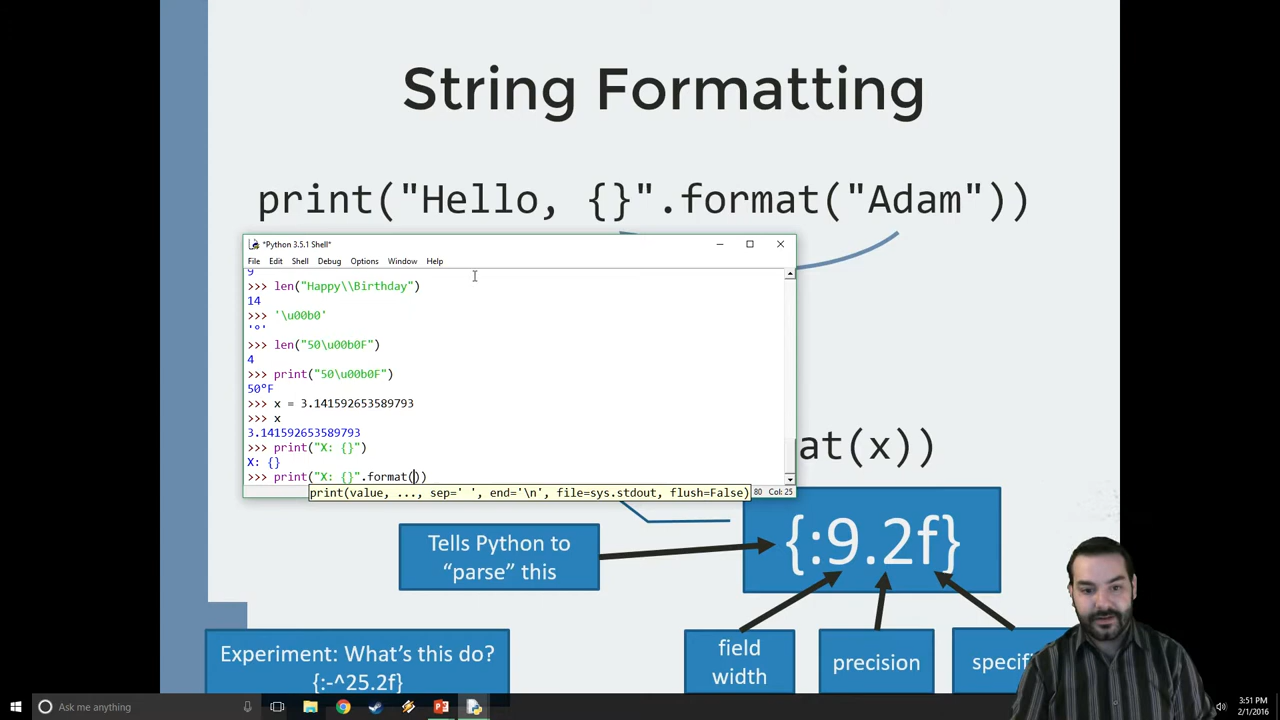 String Formatting
print("Hello, {}".format("Adam"))
*Python 3.5.1 Shell*
File Edit Shell Debug Options Window Help
9
>>> len("Happy\\Birthday")
14
>>> '\u00b0'
'°'
>>> len("50\u00b0F")
4
>>> print("50\u00b0F")
50°F
>>> x = 3.141592653589793
>>> x
3.141592653589793
>>> print("X: {}")
X: {}
>>> print("X: {}".format())
print(value, ..., sep=' ', end='\n', file=sys.stdout, flush=False)
80 Col: 25
at(x))
{:9.2f}
Tells Python to
"parse" this
field
width
precision
Experiment: What's this do?
{:-^25.2f}
Ask me anything
3:51 PM
2/1/2016